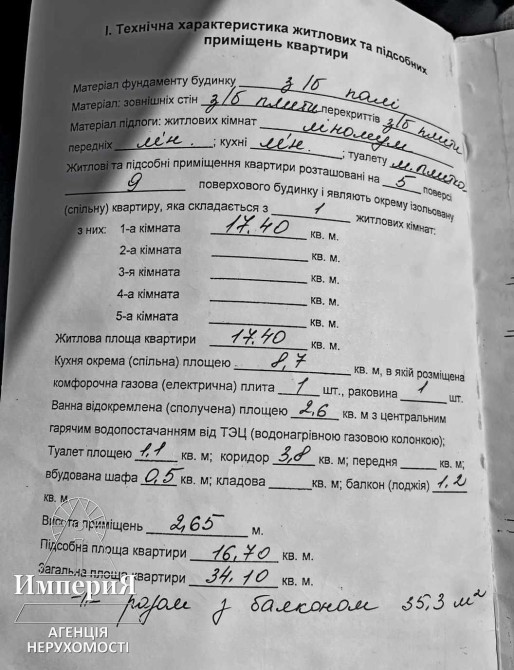 І. Технічна характеристика житлових та підсобних
приміщень квартири
Матеріал фундаменту будинку з/б палі
Матеріал: зовнішніх стін з/б плити перекриттів з/б плити
Матеріал підлоги: житлових кімнат лінолеум
передніх лін. ; кухні лін. ; туалету м.плитка
Житлові та підсобні приміщення квартири розташовані на 5 поверсі
9 поверхового будинку і являють окрему ізольовану
(спільну) квартиру, яка складається з 1 житлових кімнат:
з них: 1-а кімната 17.40 кв. м.
2-а кімната кв. м.
3-я кімната кв. м.
4-а кімната кв. м.
5-а кімната кв. м.
Житлова площа квартири 17.40 кв. м.
Кухня окрема (спільна) площею 8,7 кв. м, в якій розміщена
комфорочна газова (електрична) плита 1 шт., раковина 1 шт.
Ванна відокремлена (сполучена) площею 2,6 кв. м з центральним
гарячим водопостачанням від ТЭЦ (водонагрівною газовою колонкою);
Туалет площею 1,1 кв. м; коридор 3,8 кв. м; передня кв. м;
вбудована шафа 0,5 кв. м; кладова кв. м; балкон (лоджія) 1,2
кв. м
Висота приміщень 2,65 м.
Підсобна площа квартири 16,70 кв. м.
Загальна площа квартири 34.10 кв. м.
-"- разом з балконом 35,3 м²
ИмпериЯ
АГЕНЦІЯ
НЕРУХОМОСТІ